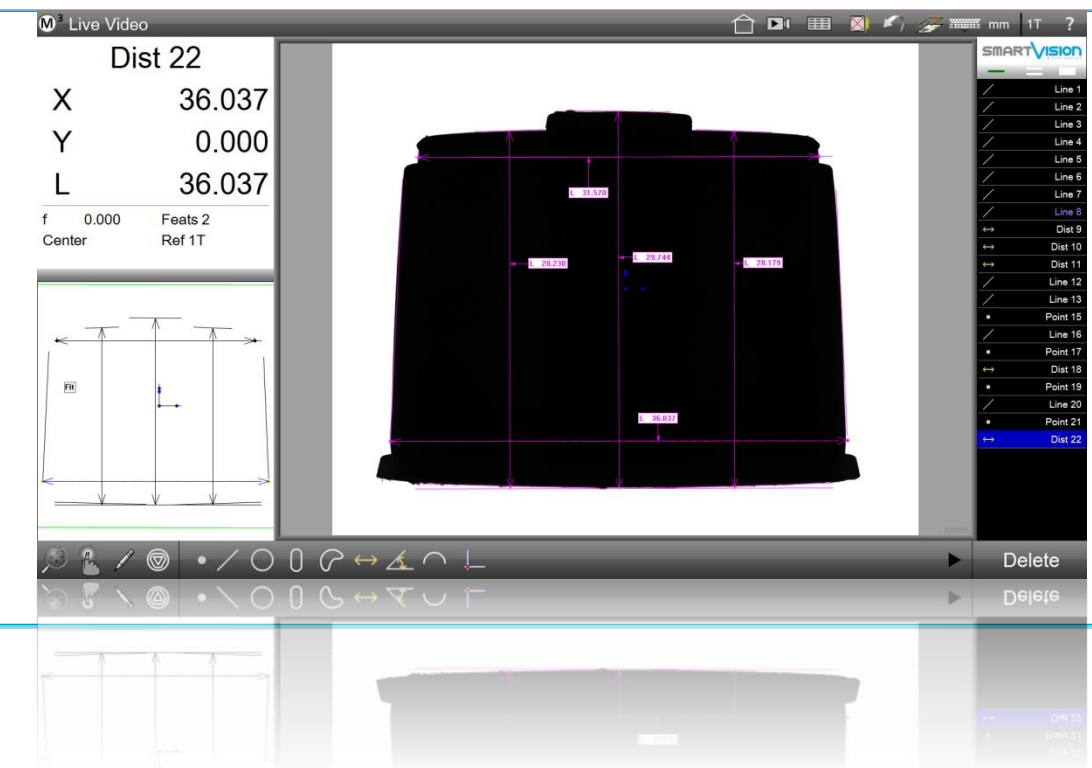 M3 Live Video
mm 1T ?
Dist 22
X 36.037
Y 0.000
L 36.037
f 0.000 Feats 2
Center Ref 1T
Fit
L 31.570
L 28.230
L 29.744
L 28.179
L 36.037
SMARTVISION
Line 1
Line 2
Line 3
Line 4
Line 5
Line 6
Line 7
Line 8
Dist 9
Dist 10
Dist 11
Line 12
Line 13
Point 15
Line 16
Point 17
Dist 18
Point 19
Line 20
Point 21
Dist 22
Delete